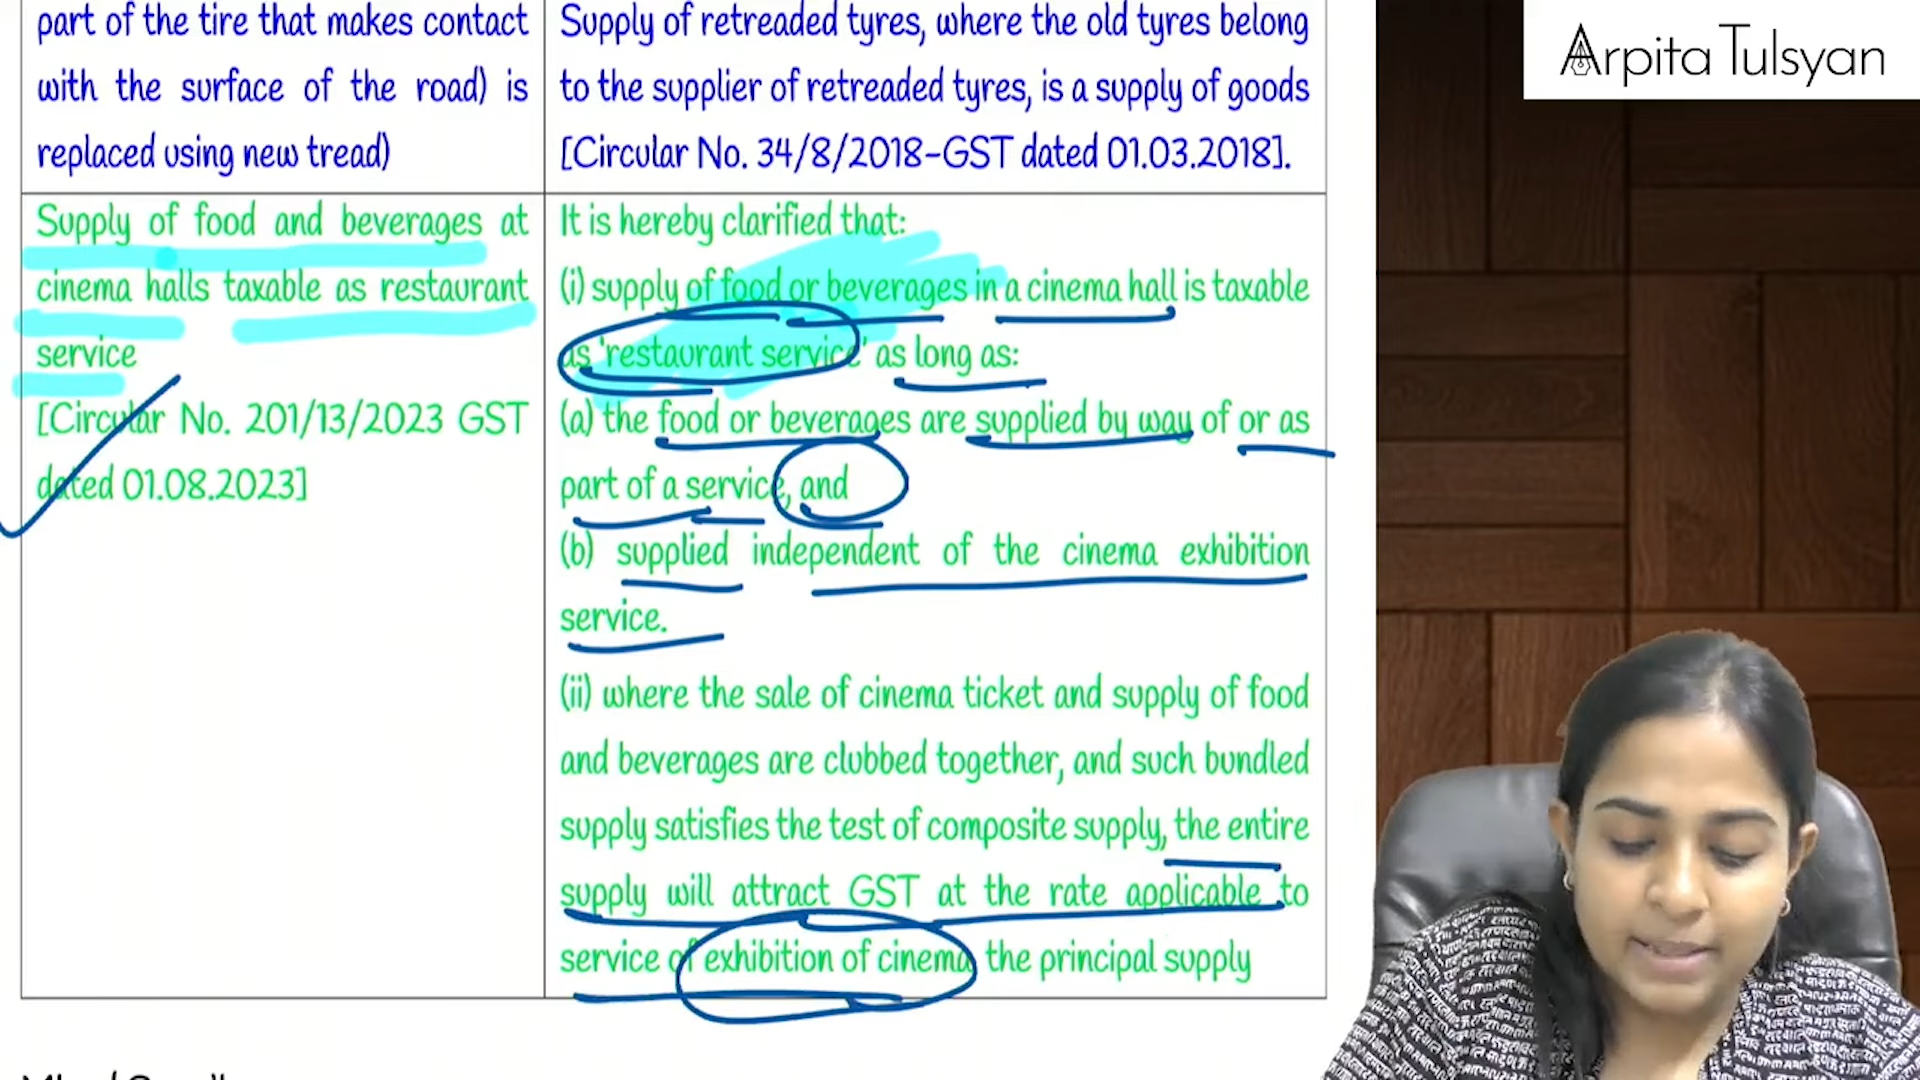 part of the tire that makes contact
with the surface of the road) is
replaced using new tread)
Supply of retreaded tyres, where the old tyres belong
to the supplier of retreaded tyres, is a supply of goods
[Circular No. 34/8/2018-GST dated 01.03.2018].
Supply of food and beverages at
cinema halls taxable as restaurant
service
[Circular No. 201/13/2023 GST
dated 01.08.2023]
It is hereby clarified that:
(i) supply of food or beverages in a cinema hall is taxable
as 'restaurant service' as long as:
(a) the food or beverages are supplied by way of or as
part of a service, and
(b) supplied independent of the cinema exhibition
service.
(ii) where the sale of cinema ticket and supply of food
and beverages are clubbed together, and such bundled
supply satisfies the test of composite supply, the entire
supply will attract GST at the rate applicable to
service of exhibition of cinema, the principal supply
Arpita Tulsyan